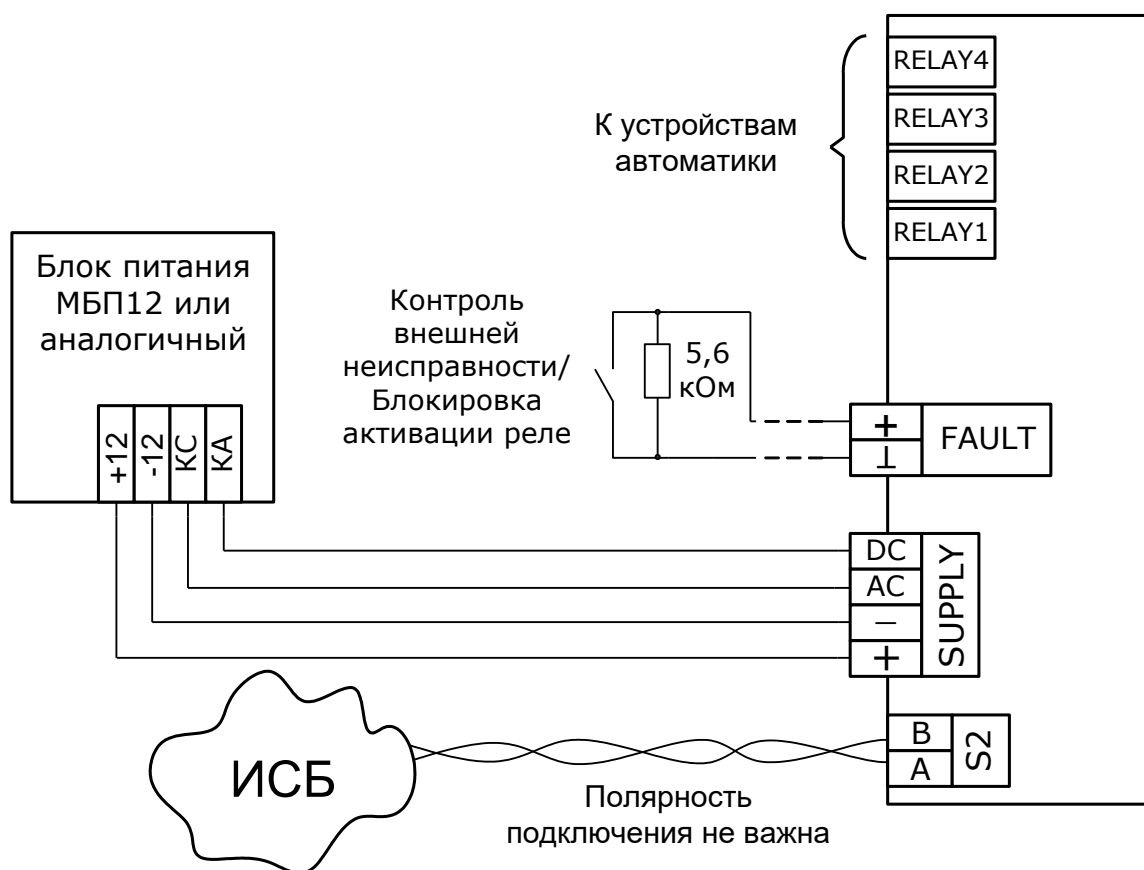 RELAY4
RELAY3
RELAY2
RELAY1
К устройствам
автоматики
Блок питания
МБП12 или
аналогичный
+12
-12
КС
КА
Контроль
внешней
неисправности/
Блокировка
активации реле
5,6
кОм
+
⊥
FAULT
DC
AC
–
+
SUPPLY
B
A
S2
ИСБ
Полярность
подключения не важна